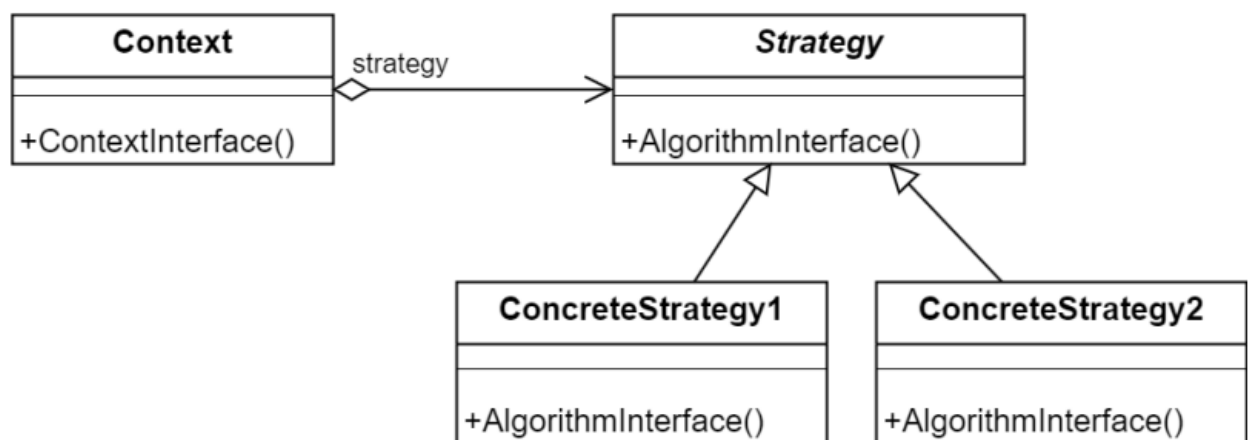 Context
Strategy
strategy
+ContextInterface()
+AlgorithmInterface()
ConcreteStrategy1
ConcreteStrategy2
+AlgorithmInterface()
+AlgorithmInterface()